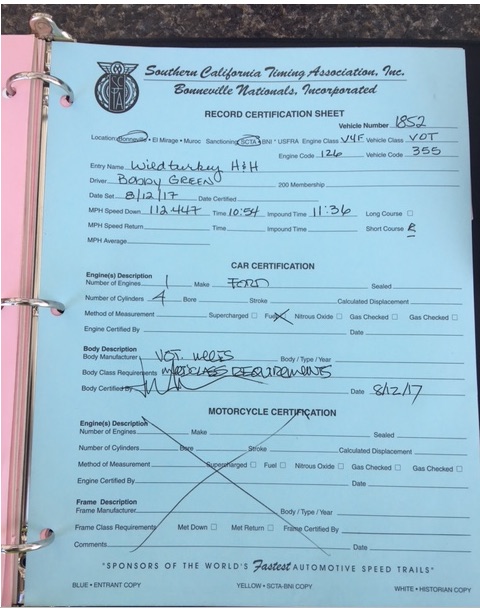 Southern California Timing Association, Inc.
Bonneville Nationals, Incorporated
SCTA
RECORD CERTIFICATION SHEET
Vehicle Number 1852
Location: Bonneville • El Mirage • Muroc Sanctioning: SCTA • BNI • USFRA Engine Class V4F Vehicle Class VOT
Engine Code 126 Vehicle Code 355
Entry Name Wild turkey H&H
Driver BOBBY GREEN 200 Membership
Date Set 8/12/17 Date Certified
MPH Speed Down 112.447 Time 10:54 Impound Time 11:36 Long Course ☐
MPH Speed Return Time Impound Time Short Course
MPH Average
CAR CERTIFICATION
Engine(s) Description
Number of Engines 1 Make FORD Sealed
Number of Cylinders 4 Bore Stroke Calculated Displacement
Method of Measurement Supercharged ☐ Fuel Nitrous Oxide ☐ Gas Checked ☐ Gas Checked ☐
Engine Certified By Date
Body Description
Body Manufacturer VOT. MEETS Body / Type / Year
Body Class Requirements CLASS REQUIREMENTS
Body Certified By Date 8/12/17
MOTORCYCLE CERTIFICATION
Engine(s) Description
Number of Engines Make Sealed
Number of Cylinders Bore Stroke Calculated Displacement
Method of Measurement Supercharged ☐ Fuel ☐ Nitrous Oxide ☐ Gas Checked ☐ Gas Checked ☐
Engine Certified By Date
Frame Description
Frame Manufacturer Body / Type / Year
Frame Class Requirements Met Down ☐ Met Return ☐ Frame Certified By
Comments Date
"SPONSORS OF THE WORLD'S Fastest AUTOMOTIVE SPEED TRAILS"
BLUE • ENTRANT COPY YELLOW • SCTA-BNI COPY WHITE • HISTORIAN COPY